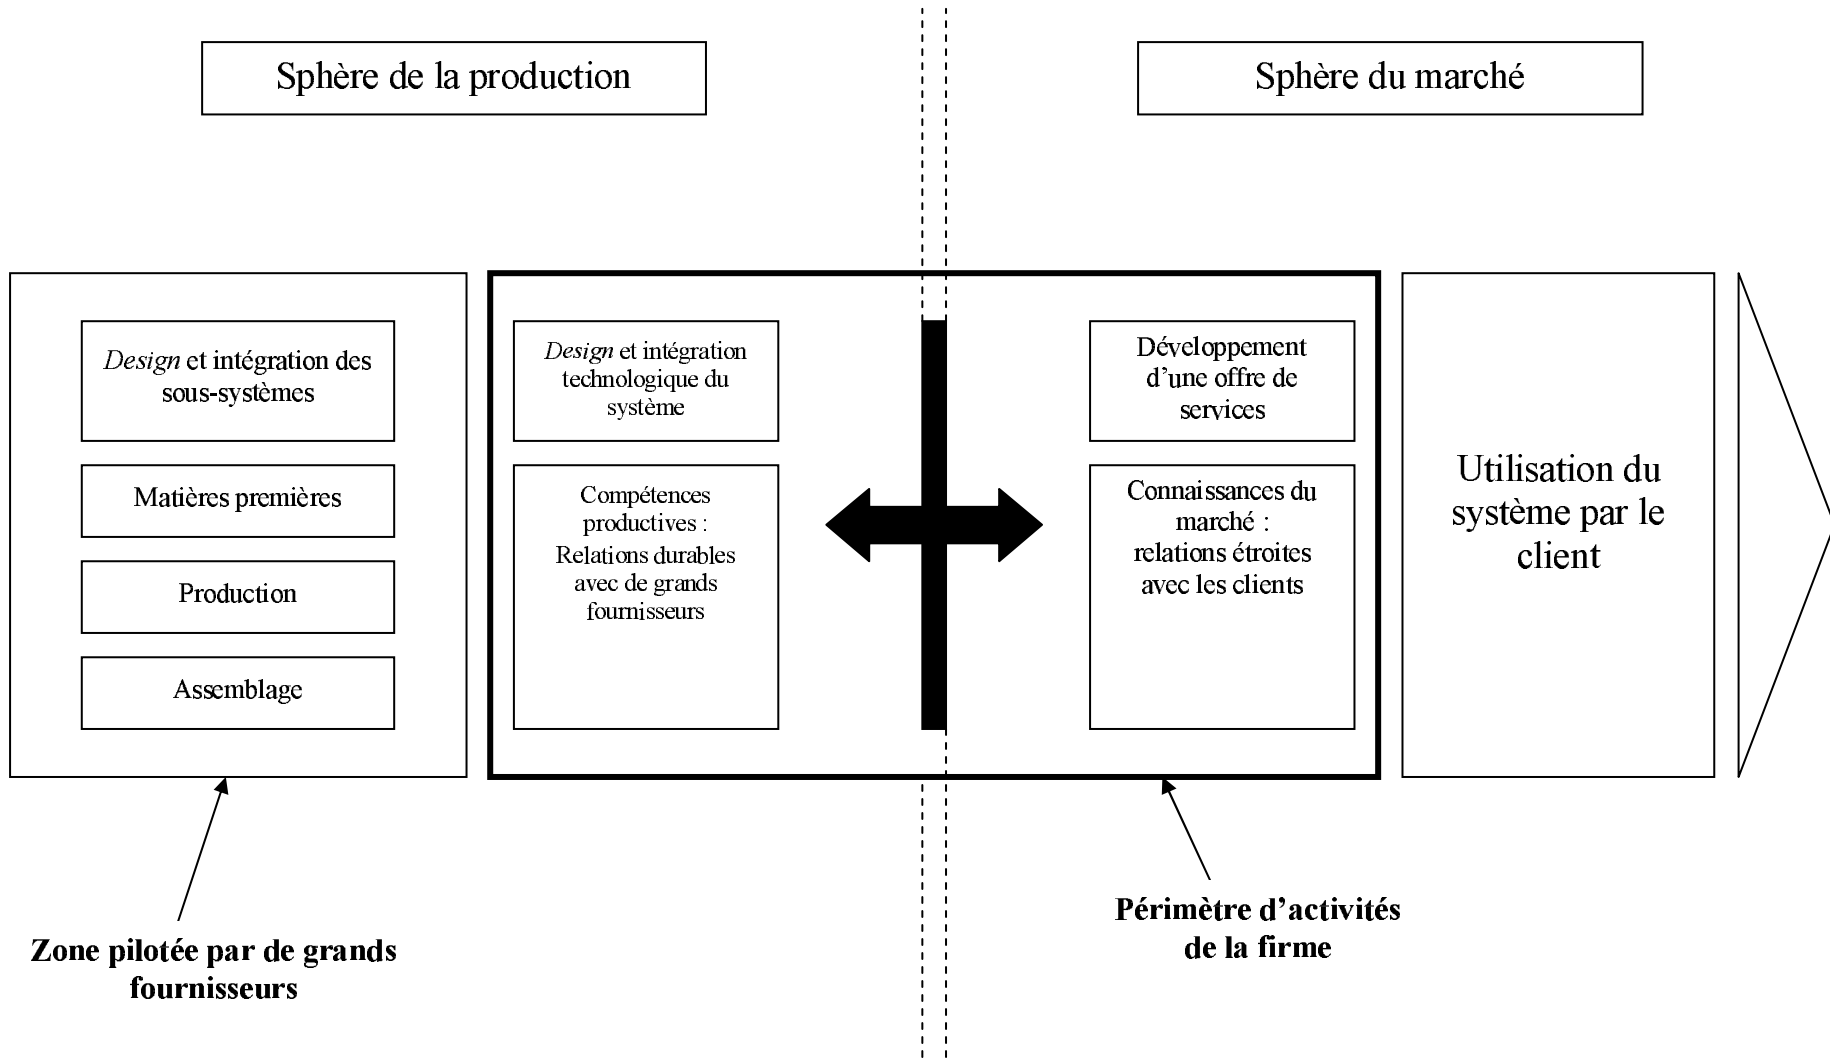 Sphère de la production
Sphère du marché
Design et intégration des
sous-systèmes
Matières premières
Production
Assemblage
Design et intégration
technologique du
système
Compétences
productives :
Relations durables
avec de grands
fournisseurs
Développement
d’une offre de
services
Connaissances du
marché :
relations étroites
avec les clients
Utilisation du
système par le
client
Zone pilotée par de grands
fournisseurs
Périmètre d’activités
de la firme